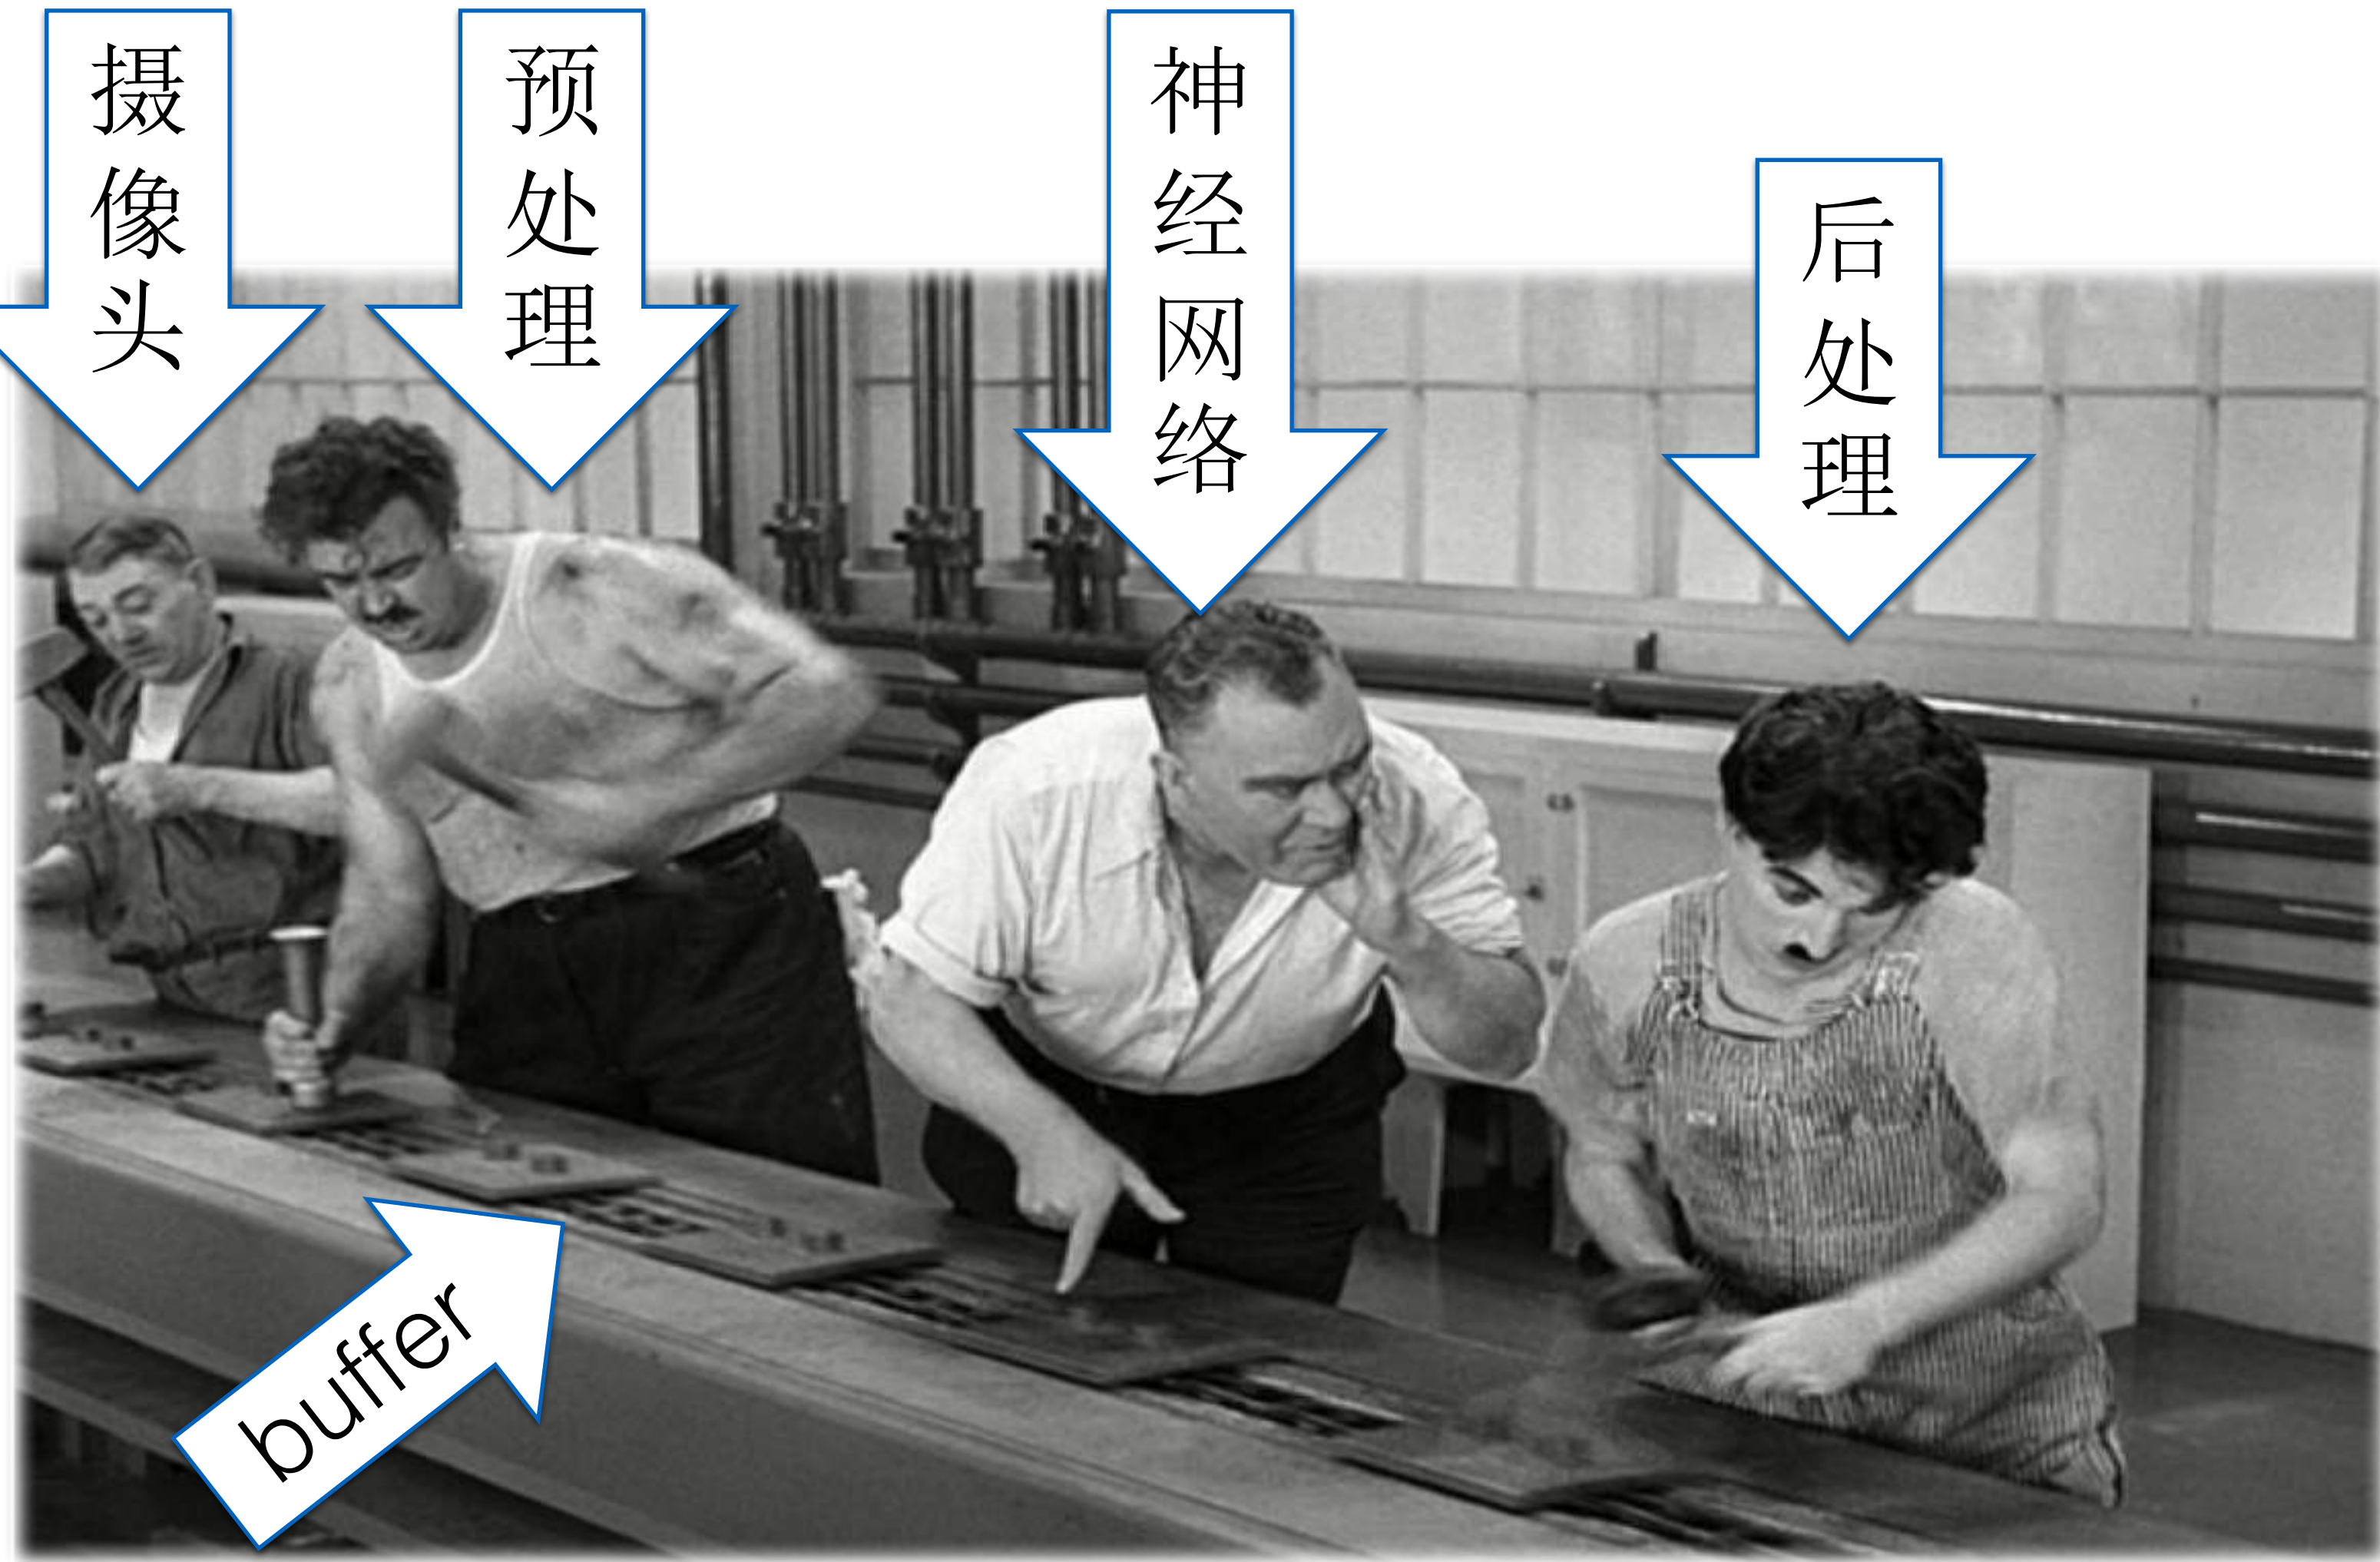 摄像头
预处理
神经网络
后处理
buffer